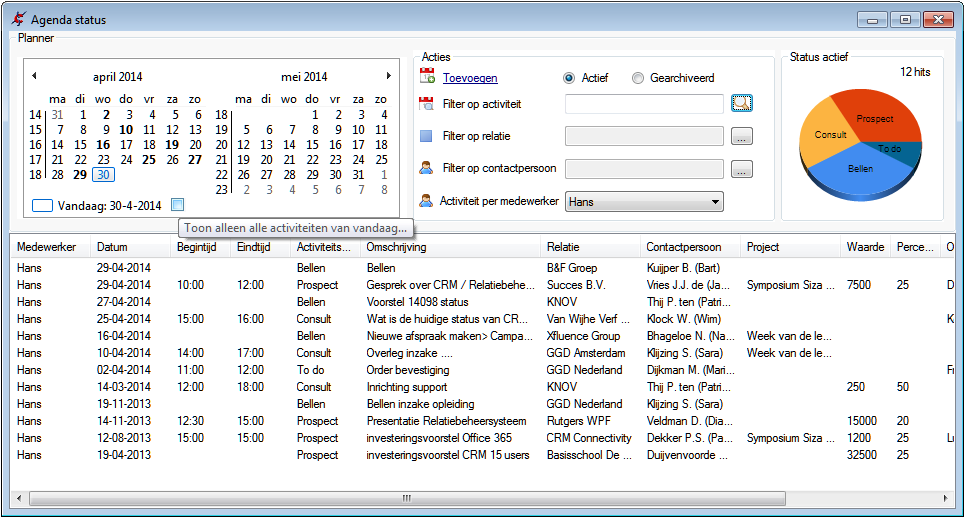 Agenda status
Planner
april 2014 mei 2014
ma di wo do vr za zo
14 31 1 2 3 4 5 6 18 1 2 3 4
15 7 8 9 10 11 12 13 19 5 6 7 8 9 10 11
16 14 15 16 17 18 19 20 20 12 13 14 15 16 17 18
17 21 22 23 24 25 26 27 21 19 20 21 22 23 24 25
18 28 29 30 22 26 27 28 29 30 31 1
23 2 3 4 5 6 7 8
ma di wo do vr za zo
Vandaag: 30-4-2014
Toon alleen alle activiteiten van vandaag...
Acties
Toevoegen Actief Gearchiveerd
Filter op activiteit
Filter op relatie ...
Filter op contactpersoon ...
Activiteit per medewerker Hans
Status actief
12 hits
Prospect
Consult
To do
Bellen
Medewerker Datum Begintijd Eindtijd Activiteits... Omschrijving Relatie Contactpersoon Project Waarde Perce... O
Hans 29-04-2014 Bellen Bellen B&F Groep Kuijper B. (Bart)
Hans 29-04-2014 10:00 12:00 Prospect Gesprek over CRM / Relatiebehe... Succes B.V. Vries J.J. de (Ja... Symposium Siza ... 7500 25 D
Hans 27-04-2014 Bellen Voorstel 14098 status KNOV Thij P. ten (Patri...
Hans 25-04-2014 15:00 16:00 Consult Wat is de huidige status van CR... Van Wijhe Verf ... Klock W. (Wim) K
Hans 16-04-2014 Bellen Nieuwe afspraak maken> Campa... Xfluence Group Bhageloe N. (Na... Week van de le...
Hans 10-04-2014 14:00 17:00 Consult Overleg inzake .... GGD Amsterdam Klijzing S. (Sara) Week van de le...
Hans 02-04-2014 11:00 12:00 To do Order bevestiging GGD Nederland Dijkman M. (Mari... Fr
Hans 14-03-2014 12:00 18:00 Consult Inrichting support KNOV Thij P. ten (Patri... 250 50
Hans 19-11-2013 Bellen Bellen inzake opleiding GGD Nederland Klijzing S. (Sara)
Hans 14-11-2013 12:30 15:00 Prospect Presentatie Relatiebeheersysteem Rutgers WPF Veldman D. (Dia... 15000 20
Hans 12-08-2013 15:00 15:00 Prospect investeringsvoorstel Office 365 CRM Connectivity Dekker P.S. (Pa... Symposium Siza ... 1200 25
Hans 19-04-2013 Prospect investeringsvoorstel CRM 15 users Basisschool De ... Duijvenvoorde ... 32500 25